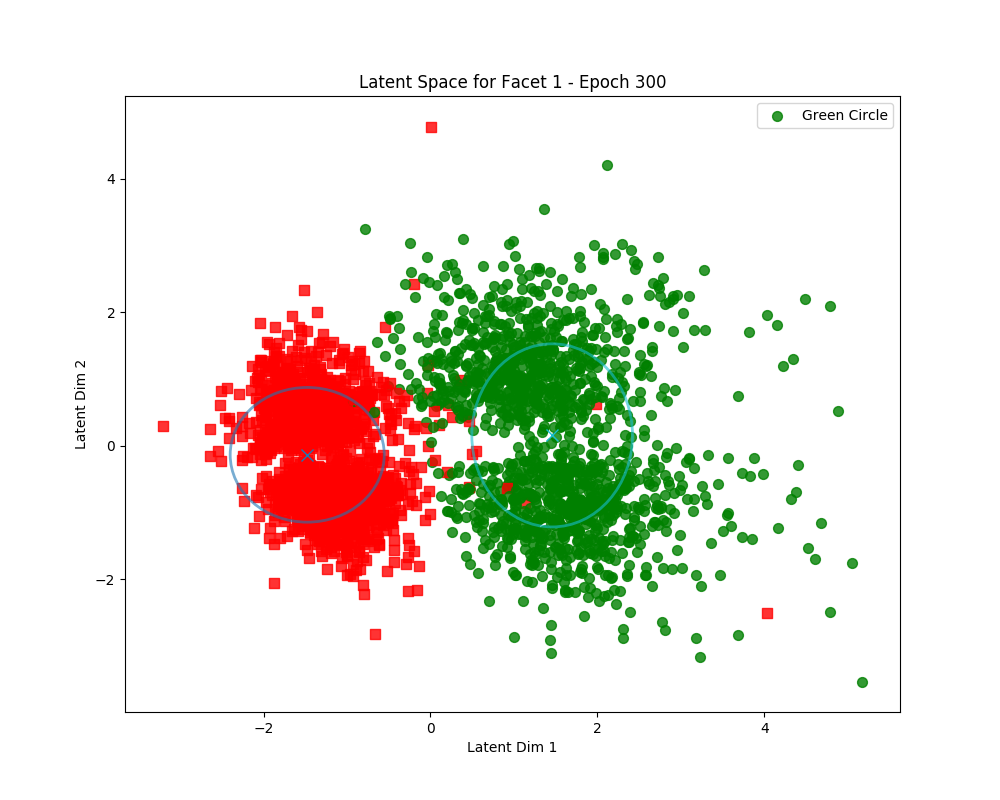 Latent Space for Facet 1 - Epoch 300
Green Circle
4
2
0
−2
Latent Dim 2
−2
0
2
4
Latent Dim 1